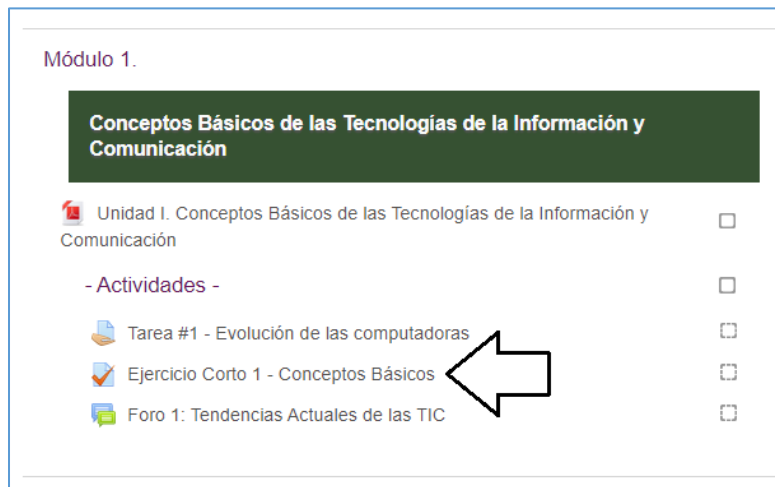 Módulo 1.
Conceptos Básicos de las Tecnologías de la Información y
Comunicación
Unidad I. Conceptos Básicos de las Tecnologías de la Información y
Comunicación
- Actividades -
Tarea #1 - Evolución de las computadoras
Ejercicio Corto 1 - Conceptos Básicos
Foro 1: Tendencias Actuales de las TIC